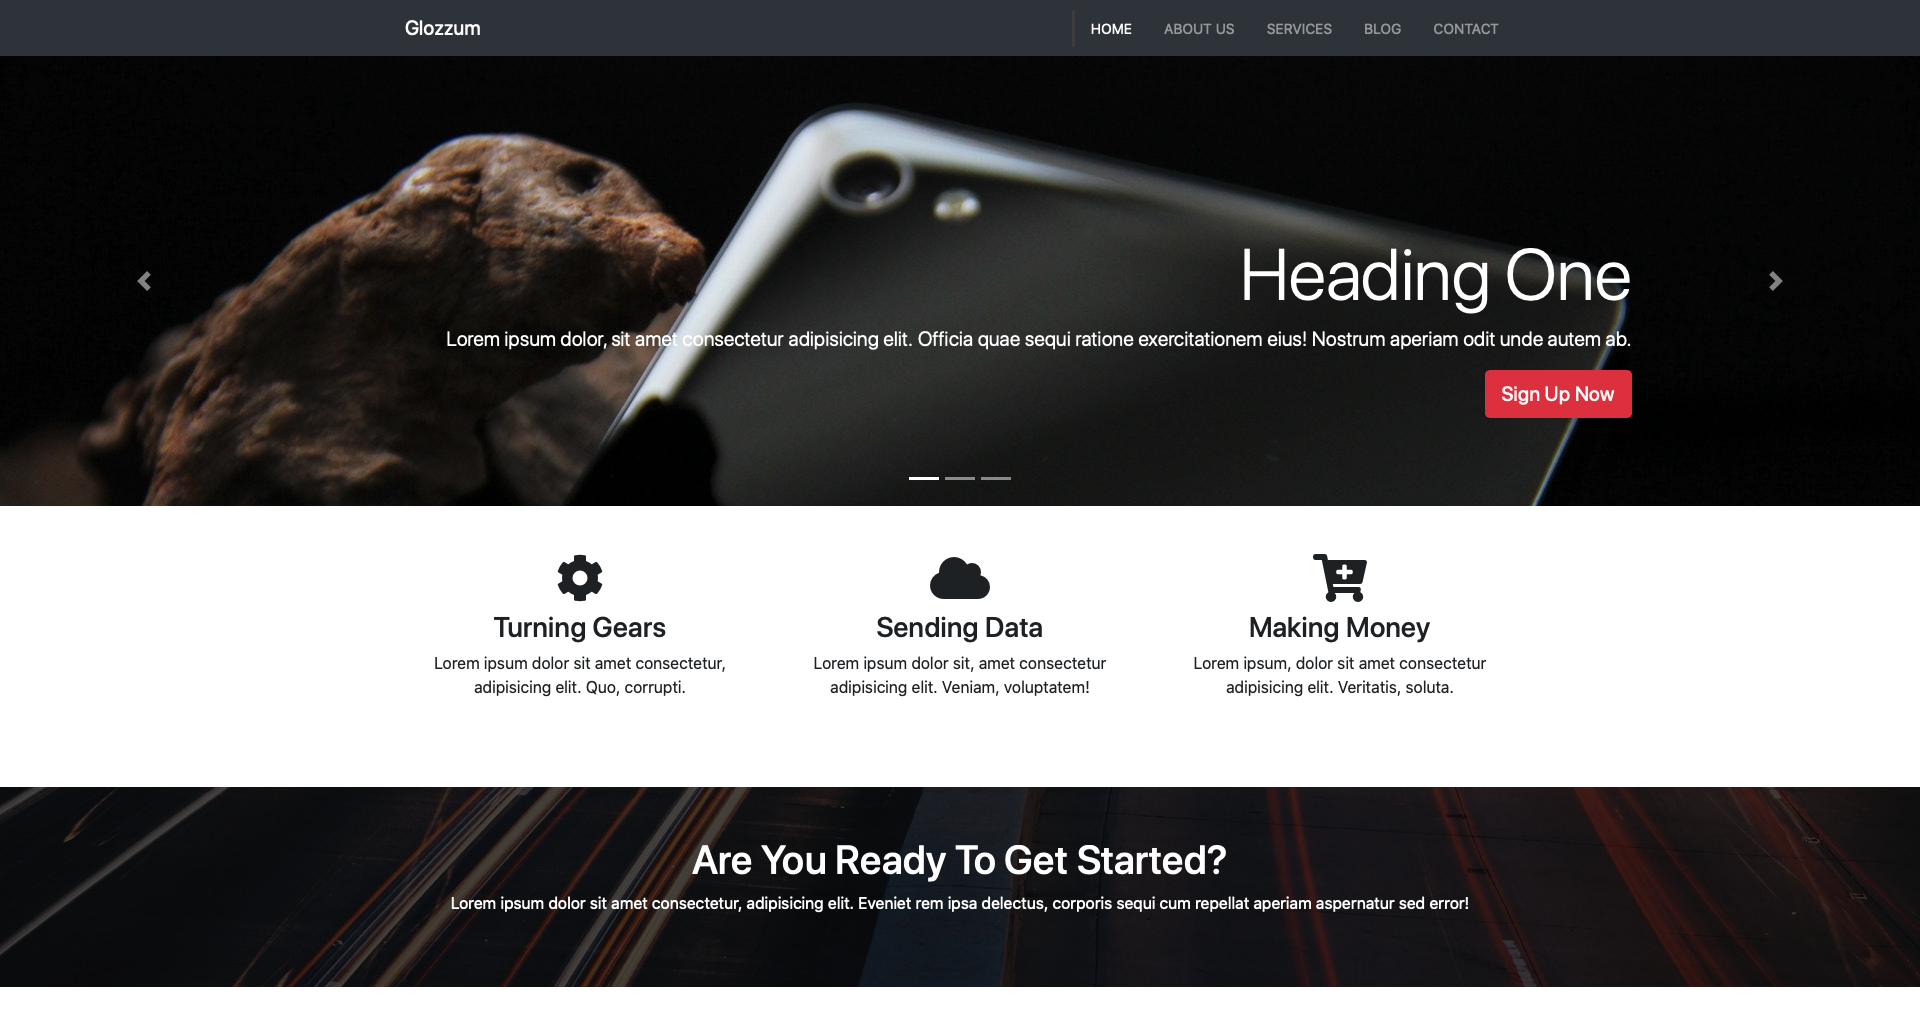 Glozzum
HOME ABOUT US SERVICES BLOG CONTACT
Heading One
Lorem ipsum dolor, sit amet consectetur adipisicing elit. Officia quae sequi ratione exercitationem eius! Nostrum aperiam odit unde autem ab.
Sign Up Now
Turning Gears
Lorem ipsum dolor sit amet consectetur,
adipisicing elit. Quo, corrupti.
Sending Data
Lorem ipsum dolor sit, amet consectetur
adipisicing elit. Veniam, voluptatem!
Making Money
Lorem ipsum, dolor sit amet consectetur
adipisicing elit. Veritatis, soluta.
Are You Ready To Get Started?
Lorem ipsum dolor sit amet consectetur, adipisicing elit. Eveniet rem ipsa delectus, corporis sequi cum repellat aperiam aspernatur sed error!